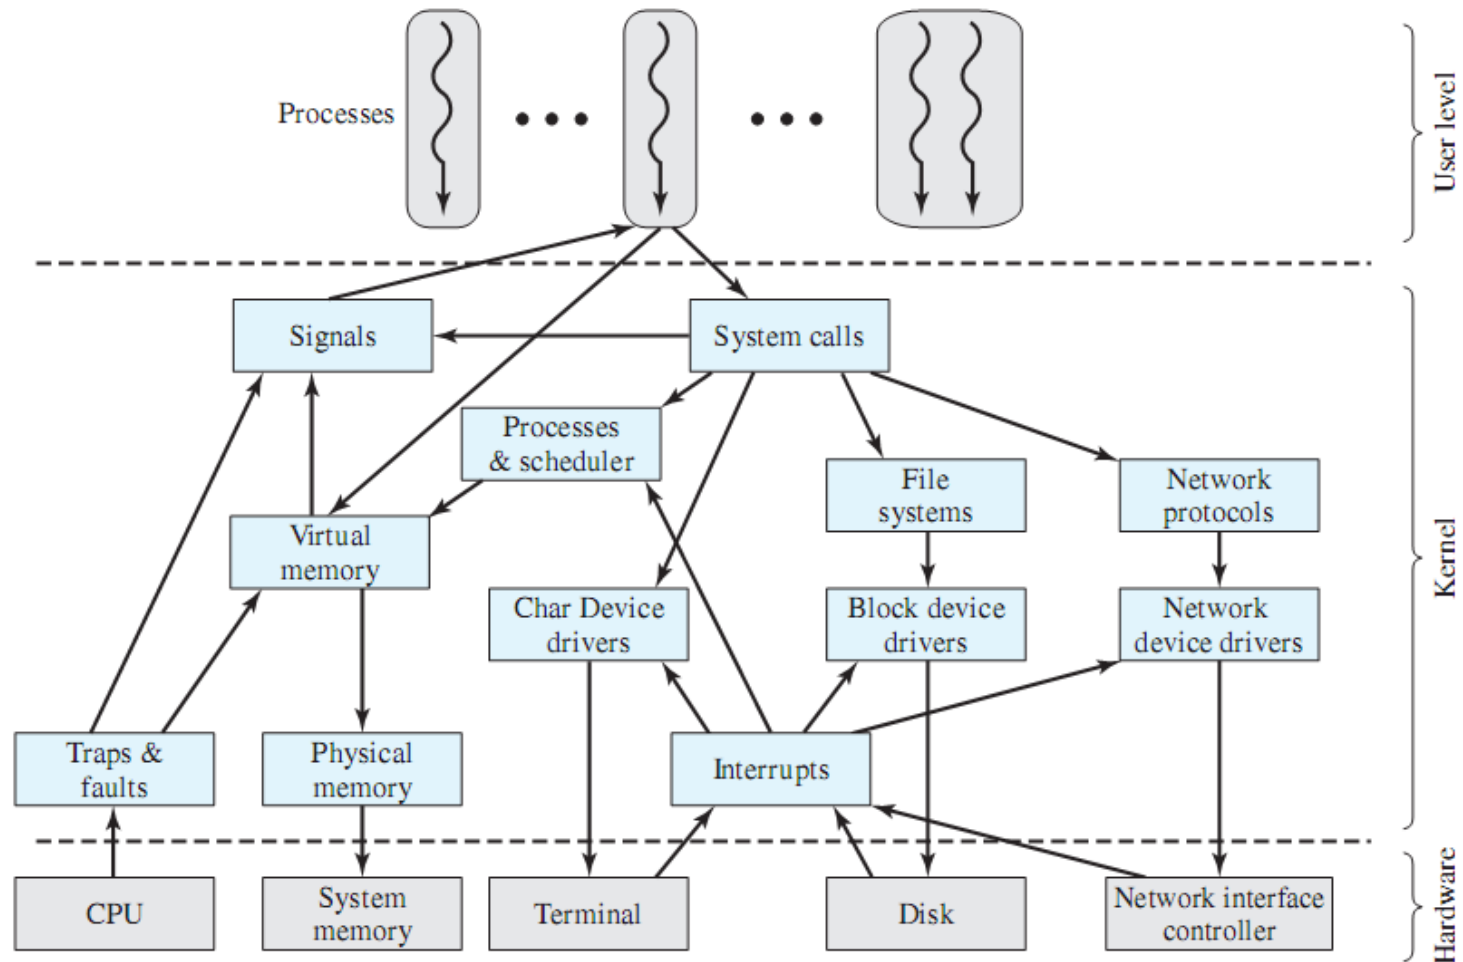 Processes
User level
Signals
System calls
Processes
& scheduler
File
systems
Network
protocols
Virtual
memory
Kernel
Char Device
drivers
Block device
drivers
Network
device drivers
Traps &
faults
Physical
memory
Interrupts
CPU
System
memory
Terminal
Disk
Network interface
controller
Hardware